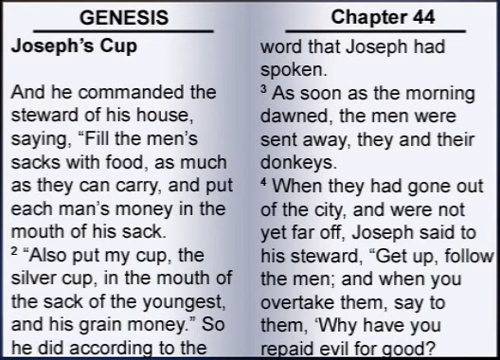 GENESIS
Joseph's Cup
And he commanded the
steward of his house,
saying, “Fill the men's
sacks with food, as much
as they can carry, and put
each man's money in the
mouth of his sack.
2 “Also put my cup, the
silver cup, in the mouth of
the sack of the youngest,
and his grain money.” So
he did according to the
Chapter 44
word that Joseph had
spoken.
3 As soon as the morning
dawned, the men were
sent away, they and their
donkeys.
4 When they had gone out
of the city, and were not
yet far off, Joseph said to
his steward, “Get up, follow
the men; and when you
overtake them, say to
them, ‘Why have you
repaid evil for good?